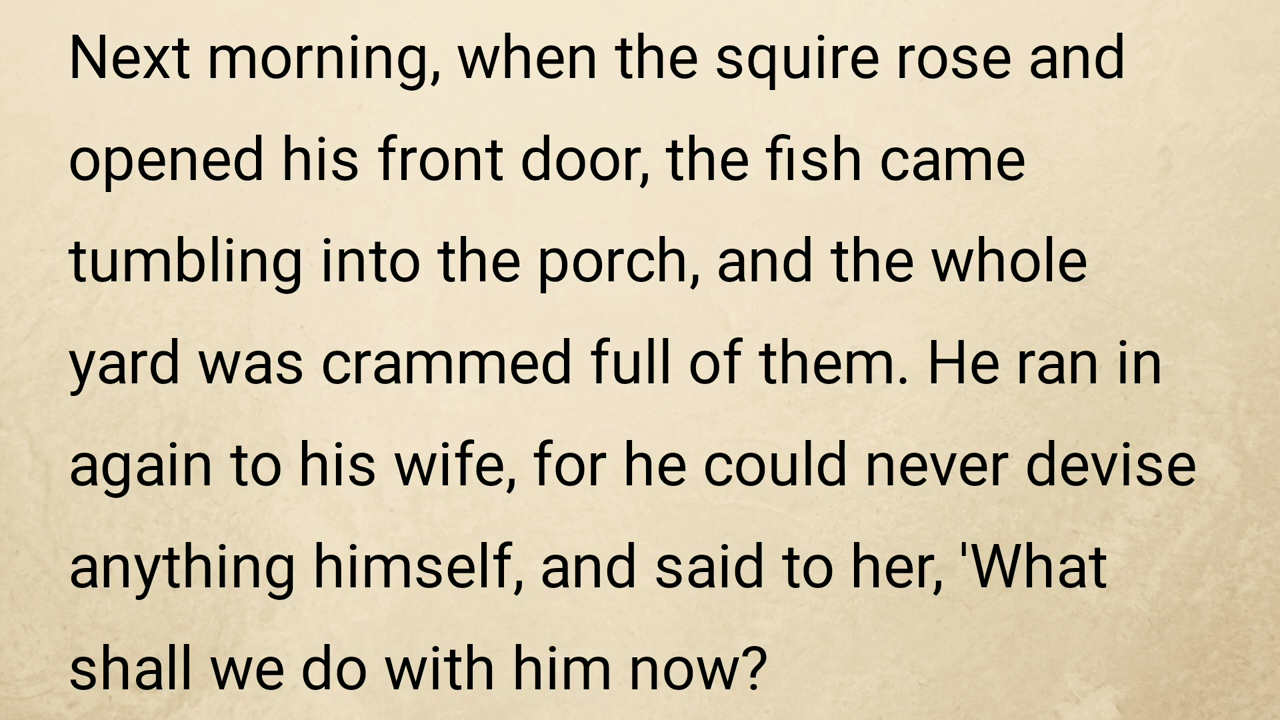 Next morning, when the squire rose and
opened his front door, the fish came
tumbling into the porch, and the whole
yard was crammed full of them. He ran in
again to his wife, for he could never devise
anything himself, and said to her, 'What
shall we do with him now?